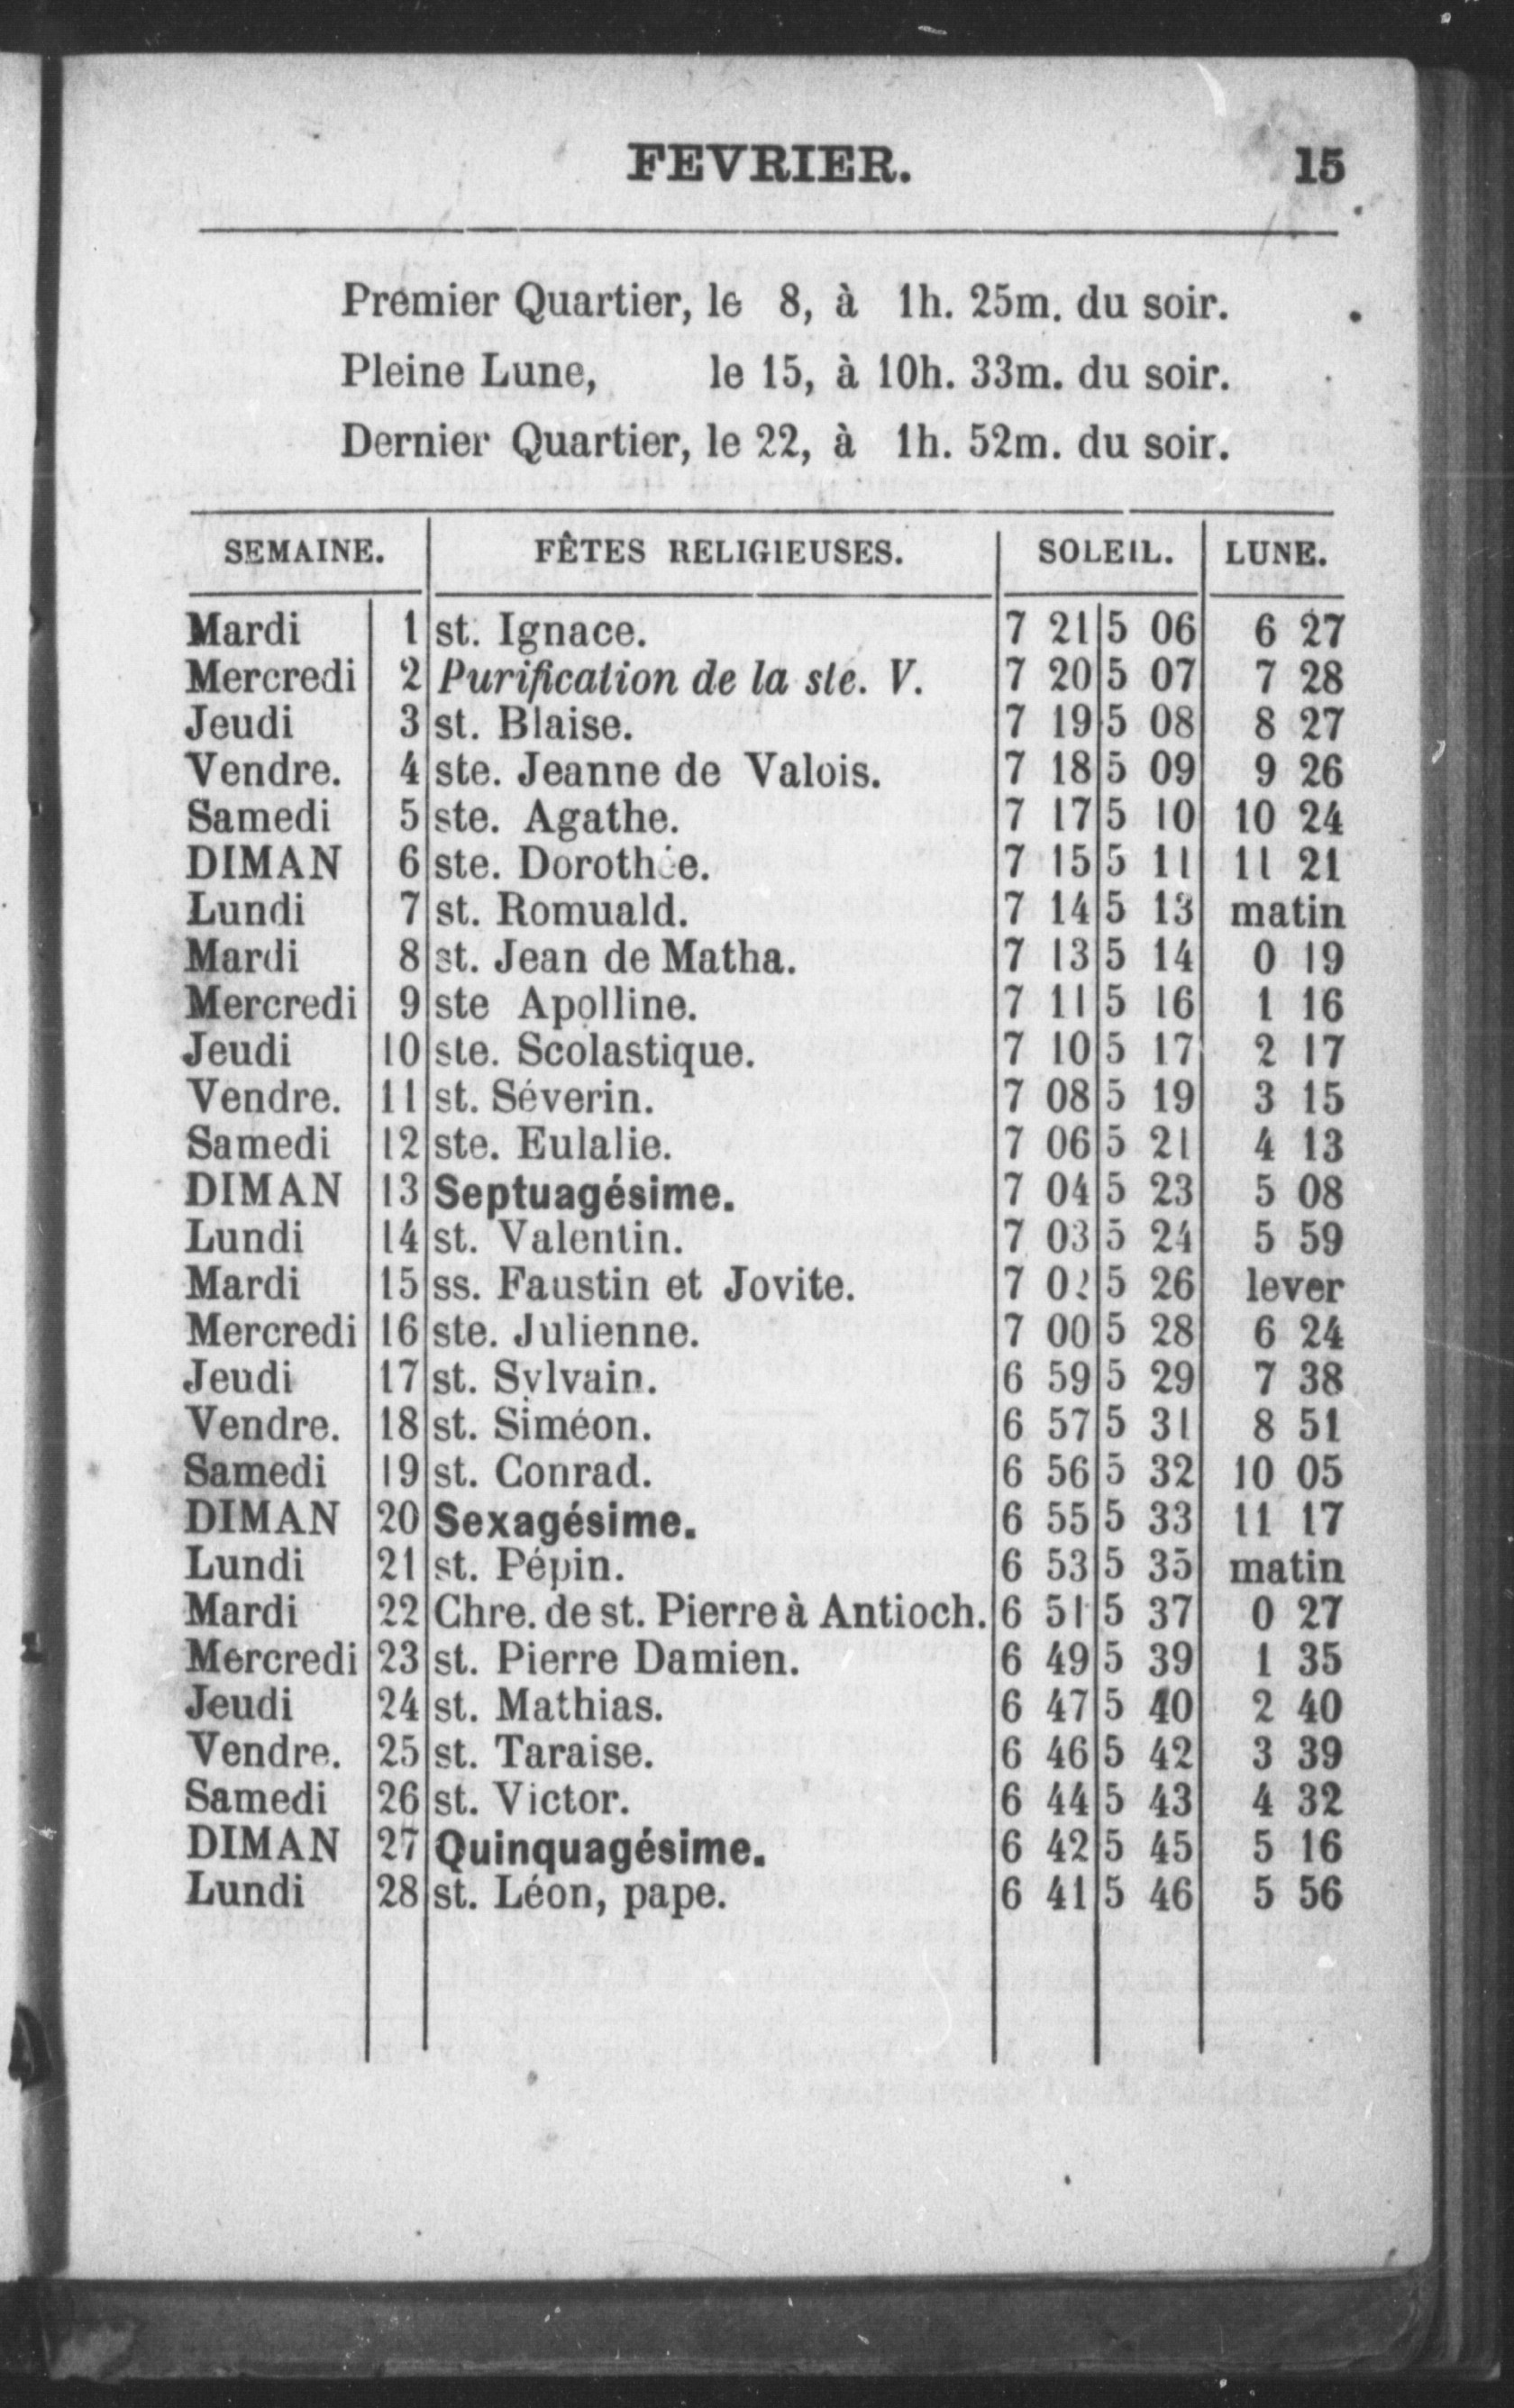 FEVRIER. 15
Premier Quartier, le 8, à 1h. 25m. du soir.
Pleine Lune, le 15, à 10h. 33m. du soir.
Dernier Quartier, le 22, à 1h. 52m. du soir.
SEMAINE. FÊTES RELIGIEUSES. SOLEIL. LUNE.
Mardi 1 st. Ignace. 7 21 5 06 6 27
Mercredi 2 Purification de la ste. V. 7 20 5 07 7 28
Jeudi 3 st. Blaise. 7 19 5 08 8 27
Vendre. 4 ste. Jeanne de Valois. 7 18 5 09 9 26
Samedi 5 ste. Agathe. 7 17 5 10 10 24
DIMAN 6 ste. Dorothée. 7 15 5 11 11 21
Lundi 7 st. Romuald. 7 14 5 13 matin
Mardi 8 st. Jean de Matha. 7 13 5 14 0 19
Mercredi 9 ste Apolline. 7 11 5 16 1 16
Jeudi 10 ste. Scolastique. 7 10 5 17 2 17
Vendre. 11 st. Séverin. 7 08 5 19 3 15
Samedi 12 ste. Eulalie. 7 06 5 21 4 13
DIMAN 13 Septuagésime. 7 04 5 23 5 08
Lundi 14 st. Valentin. 7 03 5 24 5 59
Mardi 15 ss. Faustin et Jovite. 7 02 5 26 lever
Mercredi 16 ste. Julienne. 7 00 5 28 6 24
Jeudi 17 st. Sylvain. 6 59 5 29 7 38
Vendre. 18 st. Siméon. 6 57 5 31 8 51
Samedi 19 st. Conrad. 6 56 5 32 10 05
DIMAN 20 Sexagésime. 6 55 5 33 11 17
Lundi 21 st. Pépin. 6 53 5 35 matin
Mardi 22 Chre. de st. Pierre à Antioch. 6 51 5 37 0 27
Mercredi 23 st. Pierre Damien. 6 49 5 39 1 35
Jeudi 24 st. Mathias. 6 47 5 40 2 40
Vendre. 25 st. Taraise. 6 46 5 42 3 39
Samedi 26 st. Victor. 6 44 5 43 4 32
DIMAN 27 Quinquagésime. 6 42 5 45 5 16
Lundi 28 st. Léon, pape. 6 41 5 46 5 56